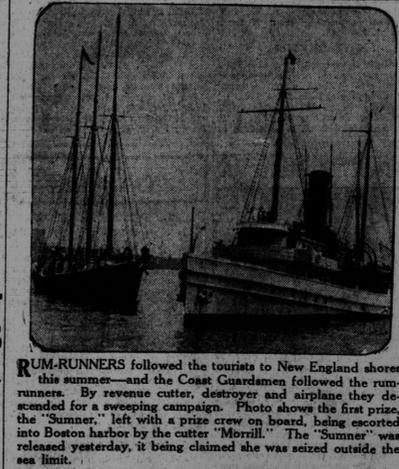 RUM-RUNNERS followed the tourists to New England shores
this summer—and the Coast Guardsmen followed the rum-
runners. By revenue cutter, destroyer and airplane they de-
scended for a sweeping campaign. Photo shows the first prize,
the "Sumner," left with a prize crew on board, being escorted
into Boston harbor by the cutter "Morrill." The "Sumner" was
released yesterday, it being claimed she was seized outside the
sea limit.